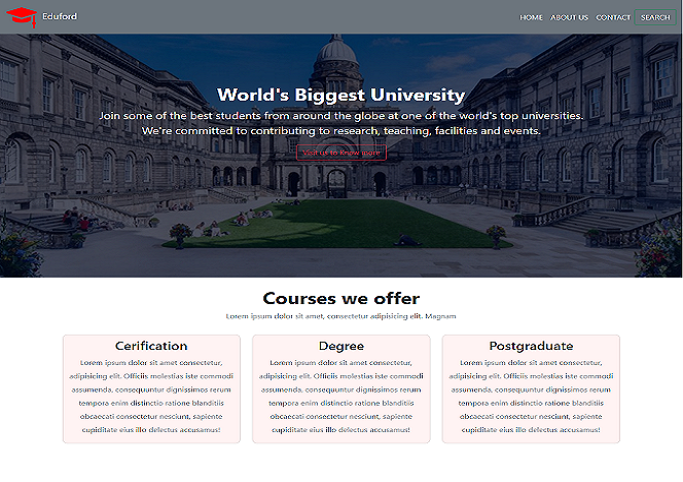 Eduford
HOME ABOUT US CONTACT SEARCH
World's Biggest University
Join some of the best students from around the globe at one of the world's top universities.
We're committed to contributing to research, teaching, facilities and events.
Visit us to Know more
Courses we offer
Lorem ipsum dolor sit amet, consectetur adipisicing elit. Magnam
Cerification
Lorem ipsum dolor sit amet consectetur,
adipisicing elit. Officiis molestias iste commodi
assumenda, consequuntur dignissimos rerum
tempora enim distinctio ratione blanditiis
obcaecati consectetur nesciunt, sapiente
cupiditate eius illo delectus accusamus!
Degree
Lorem ipsum dolor sit amet consectetur,
adipisicing elit. Officiis molestias iste commodi
assumenda, consequuntur dignissimos rerum
tempora enim distinctio ratione blanditiis
obcaecati consectetur nesciunt, sapiente
cupiditate eius illo delectus accusamus!
Postgraduate
Lorem ipsum dolor sit amet consectetur,
adipisicing elit. Officiis molestias iste commodi
assumenda, consequuntur dignissimos rerum
tempora enim distinctio ratione blanditiis
obcaecati consectetur nesciunt, sapiente
cupiditate eius illo delectus accusamus!